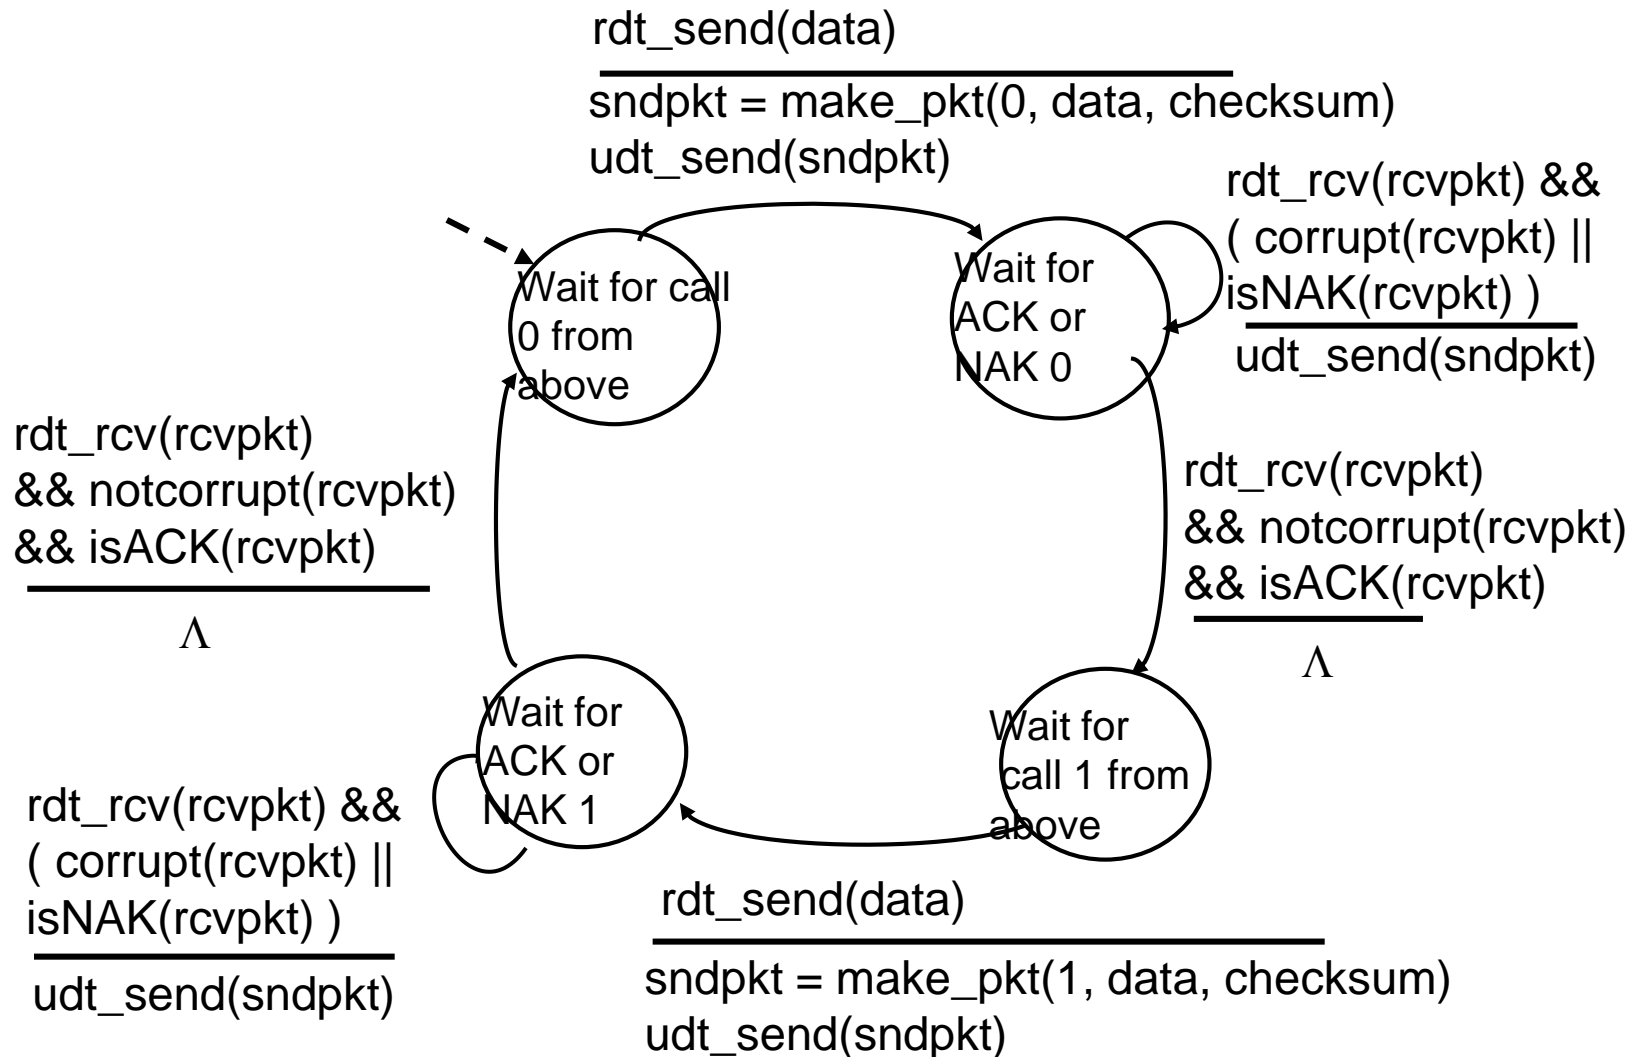 rdt_send(data)
sndpkt = make_pkt(0, data, checksum)
udt_send(sndpkt)
rdt_rcv(rcvpkt) &&
( corrupt(rcvpkt) ||
isNAK(rcvpkt) )
udt_send(sndpkt)
Wait for call
0 from
above
Wait for
ACK or
NAK 0
rdt_rcv(rcvpkt)
&& notcorrupt(rcvpkt)
&& isACK(rcvpkt)
Λ
rdt_rcv(rcvpkt)
&& notcorrupt(rcvpkt)
&& isACK(rcvpkt)
Λ
Wait for
ACK or
NAK 1
Wait for
call 1 from
above
rdt_rcv(rcvpkt) &&
( corrupt(rcvpkt) ||
isNAK(rcvpkt) )
udt_send(sndpkt)
rdt_send(data)
sndpkt = make_pkt(1, data, checksum)
udt_send(sndpkt)